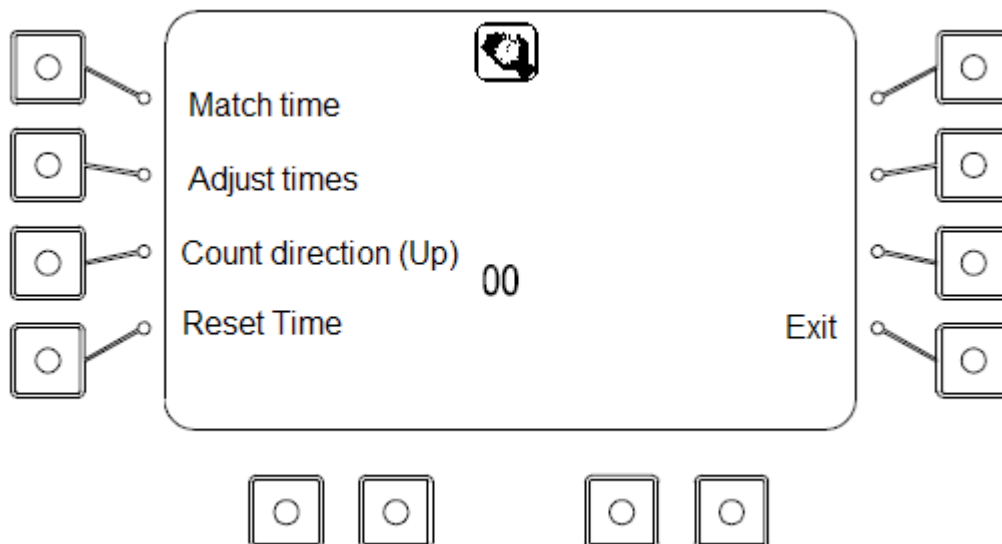 Match time
Adjust times
Count direction (Up)
00
Reset Time
Exit